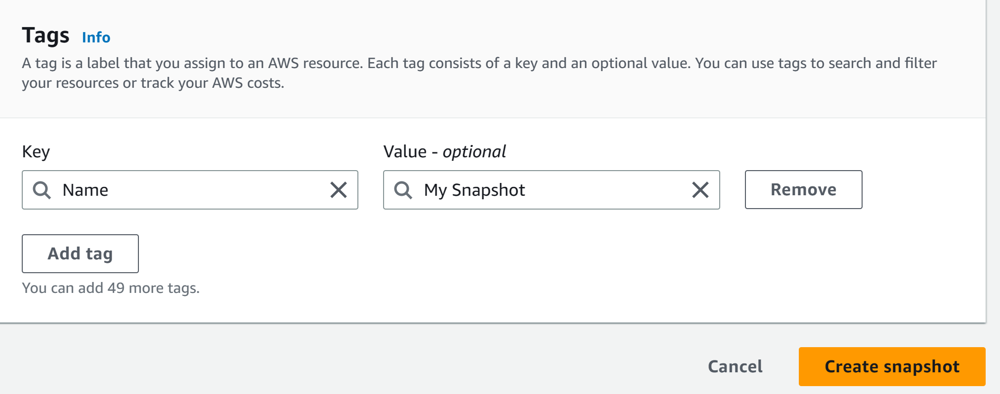 Tags Info
A tag is a label that you assign to an AWS resource. Each tag consists of a key and an optional value. You can use tags to search and filter
your resources or track your AWS costs.
Key
Value - optional
Name
My Snapshot
Remove
Add tag
You can add 49 more tags.
Cancel
Create snapshot